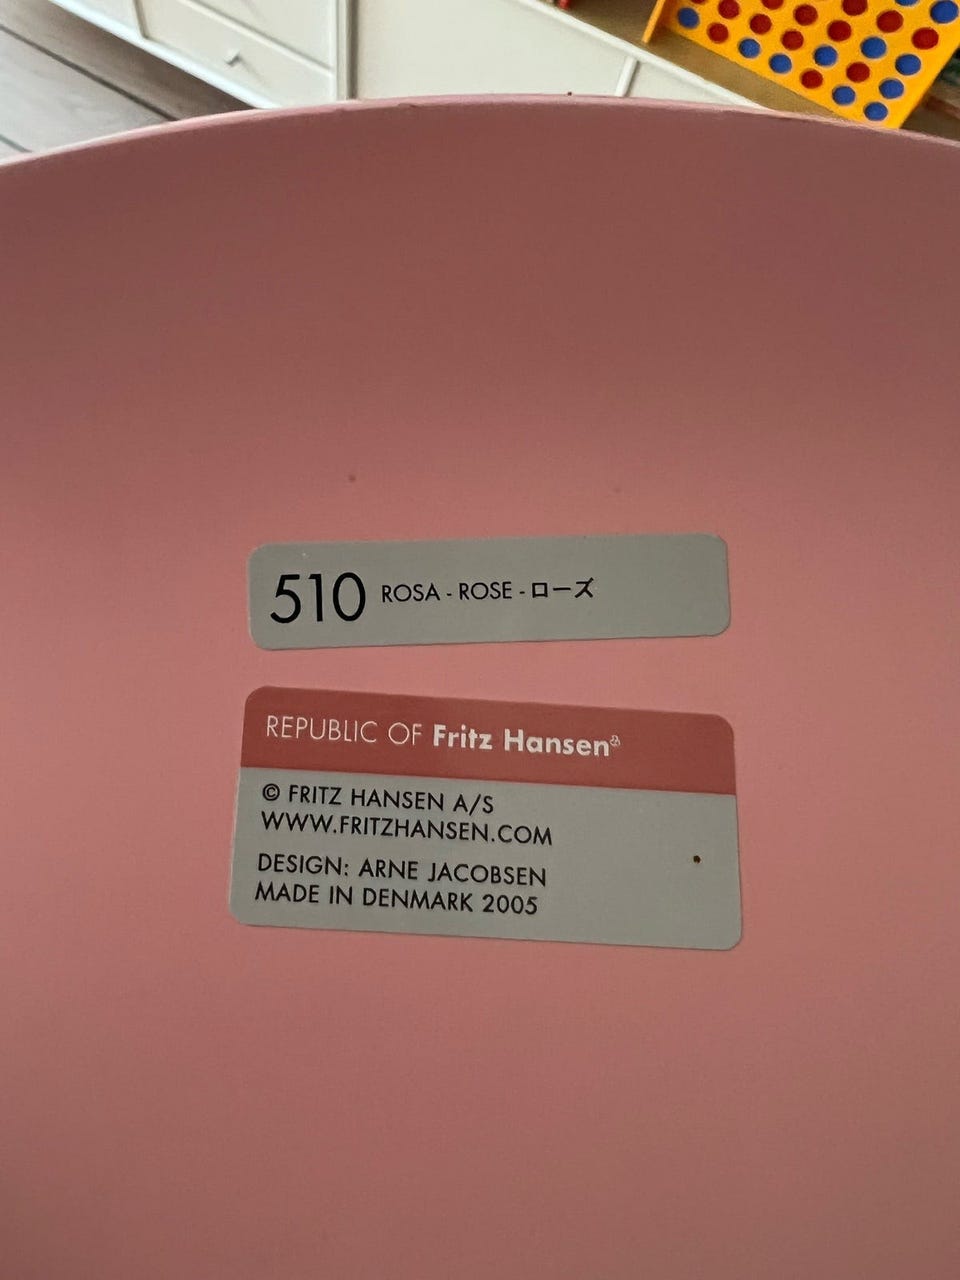 510 ROSA - ROSE - ローズ
REPUBLIC OF Fritz Hansen®
© FRITZ HANSEN A/S
WWW.FRITZHANSEN.COM
DESIGN: ARNE JACOBSEN
MADE IN DENMARK 2005